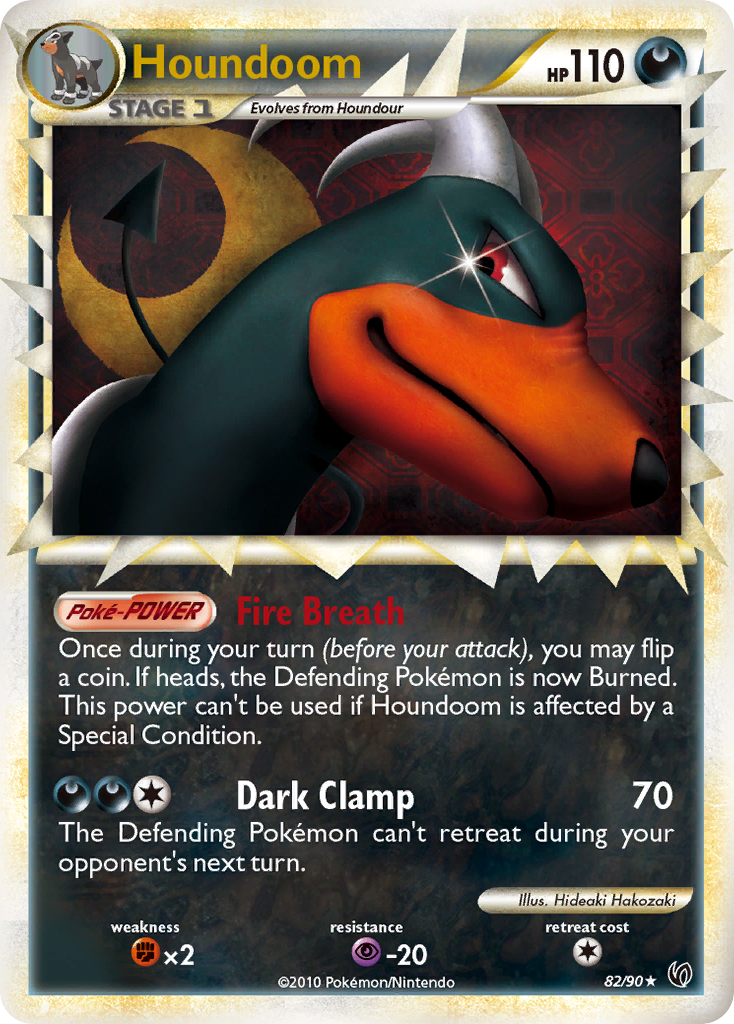 Houndoom
HP 110
STAGE 1
Evolves from Houndour
Poké-POWER Fire Breath
Once during your turn (before your attack), you may flip
a coin. If heads, the Defending Pokémon is now Burned.
This power can't be used if Houndoom is affected by a
Special Condition.
Dark Clamp 70
The Defending Pokémon can't retreat during your
opponent's next turn.
Illus. Hideaki Hakozaki
weakness resistance retreat cost
×2 -20
©2010 Pokémon/Nintendo
82/90★